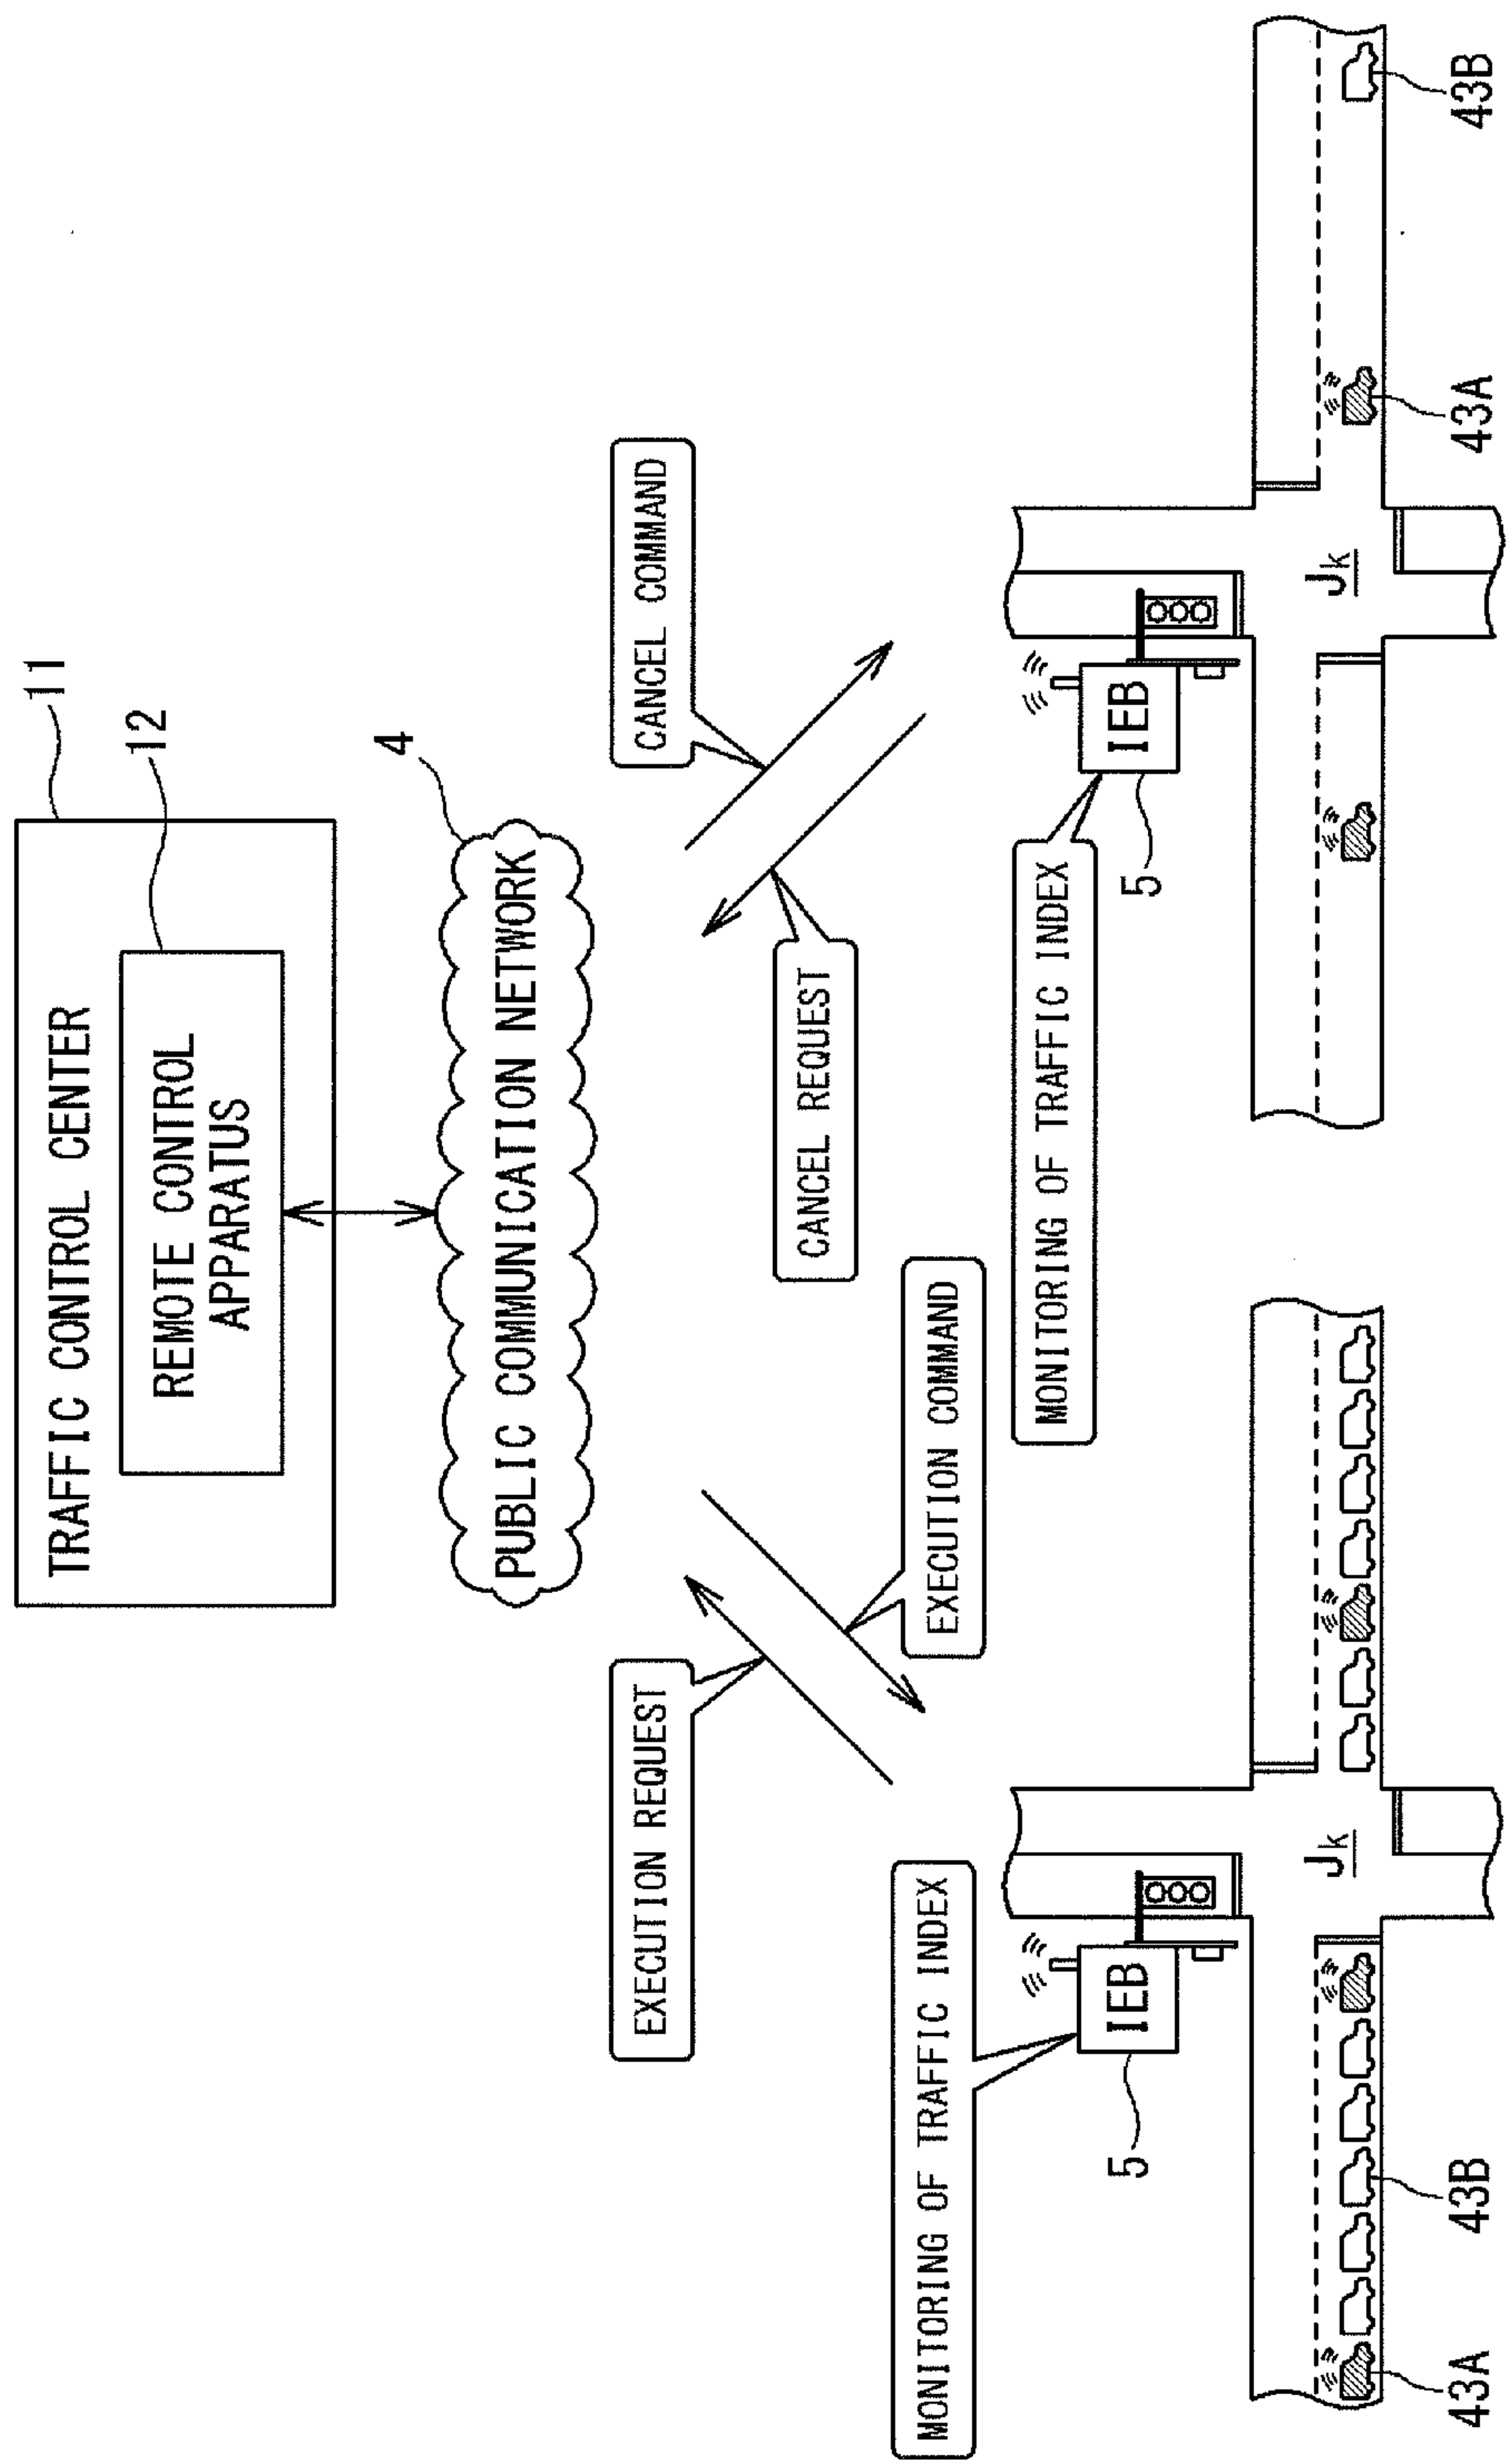 TRAFFIC CONTROL CENTER
11
REMOTE CONTROL
APPARATUS
12
PUBLIC COMMUNICATION NETWORK
4
EXECUTION REQUEST
EXECUTION COMMAND
CANCEL REQUEST
CANCEL COMMAND
MONITORING OF TRAFFIC INDEX
IEB
5
MONITORING OF TRAFFIC INDEX
IEB
5
Jk
Jk
43A
43B
43A
43B